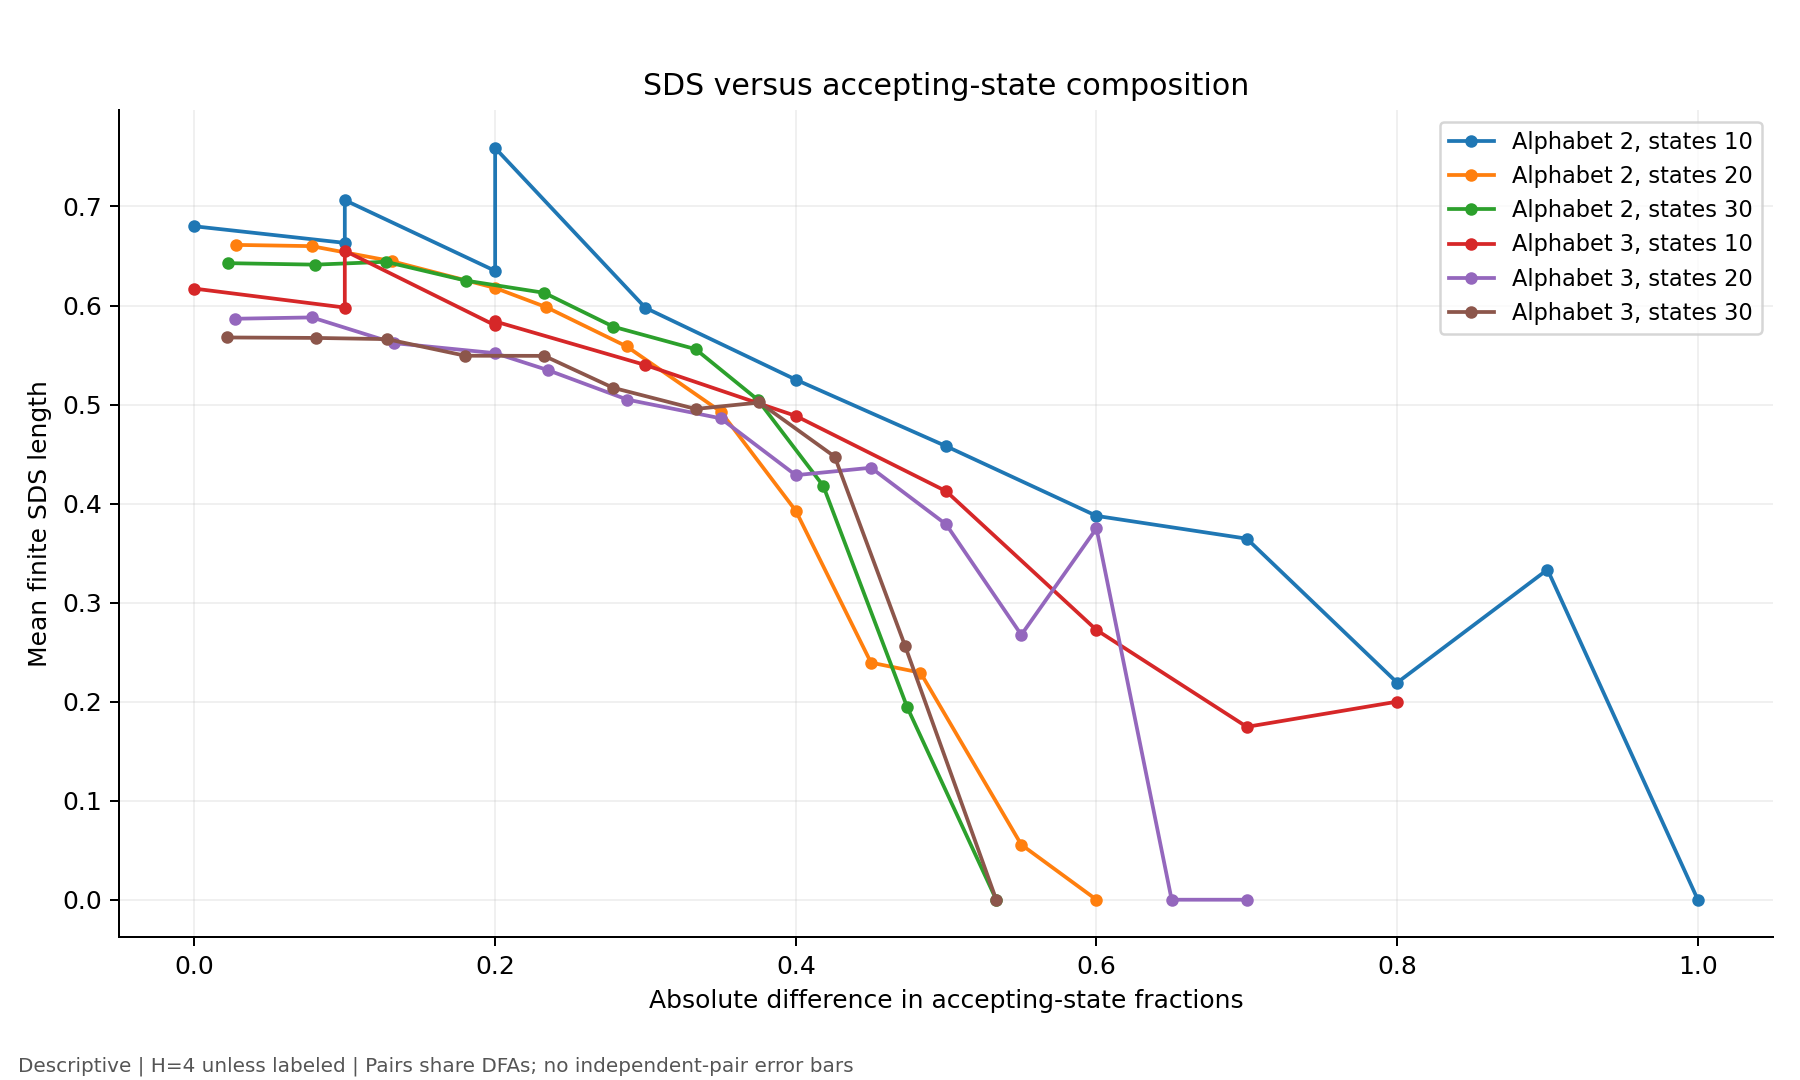 SDS versus accepting-state composition
Alphabet 2, states 10
Alphabet 2, states 20
Alphabet 2, states 30
Alphabet 3, states 10
Alphabet 3, states 20
Alphabet 3, states 30
Mean finite SDS length
0.7
0.6
0.5
0.4
0.3
0.2
0.1
0.0
0.0 0.2 0.4 0.6 0.8 1.0
Absolute difference in accepting-state fractions
Descriptive | H=4 unless labeled | Pairs share DFAs; no independent-pair error bars